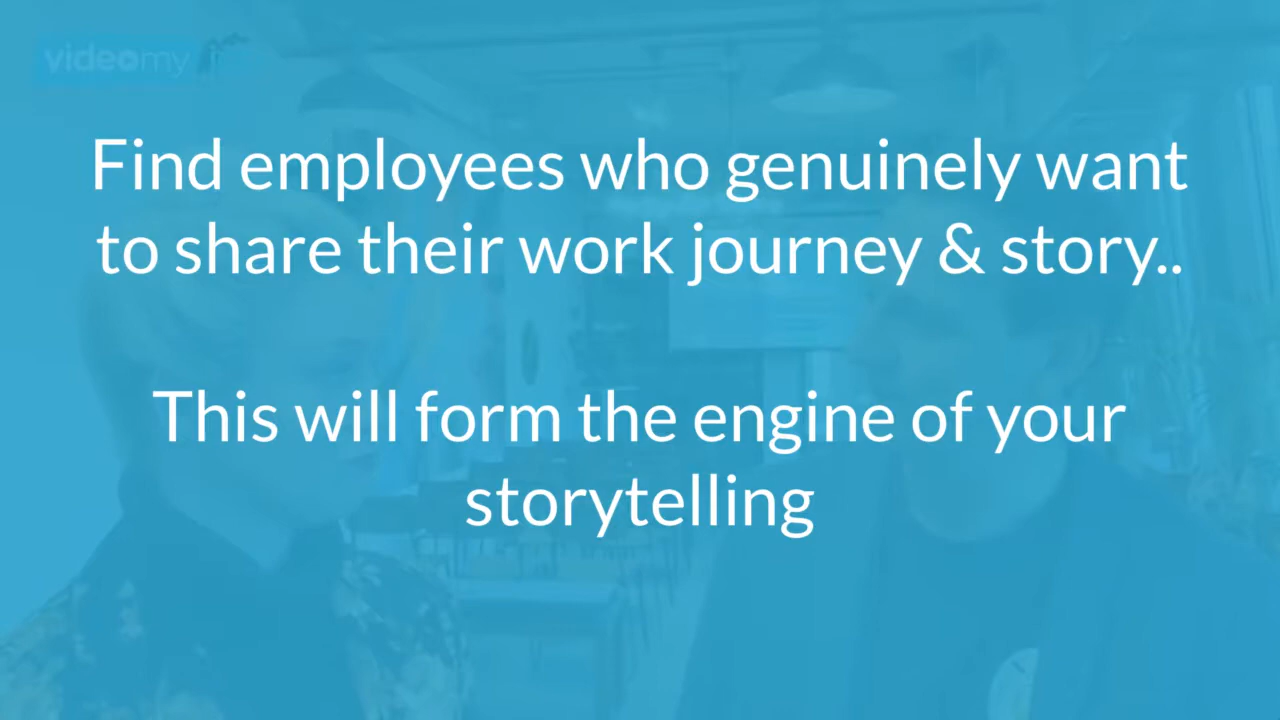 videomy
Find employees who genuinely want
to share their work journey & story..
This will form the engine of your
storytelling